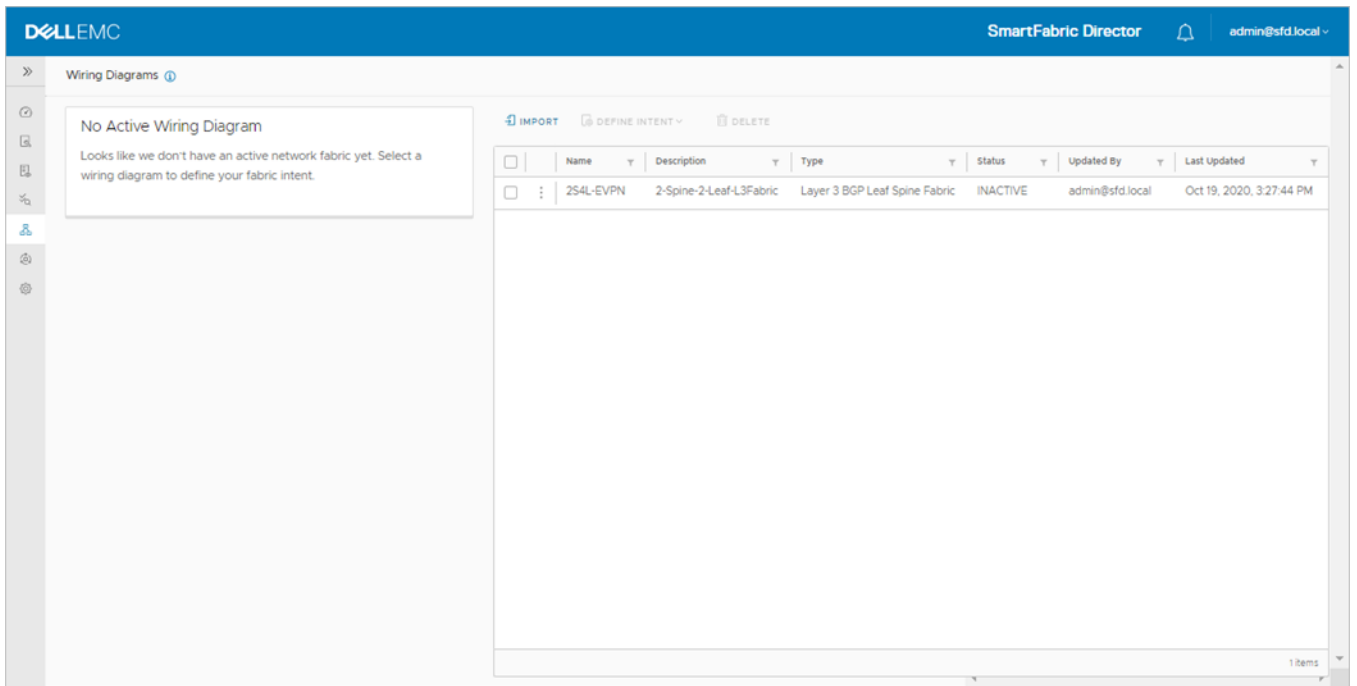 DELLEMC
SmartFabric Director
admin@sfd.local
Wiring Diagrams
No Active Wiring Diagram
Looks like we don't have an active network fabric yet. Select a
wiring diagram to define your fabric intent.
IMPORT DEFINE INTENT DELETE
Name Description Type Status Updated By Last Updated
2S4L-EVPN 2-Spine-2-Leaf-L3Fabric Layer 3 BGP Leaf Spine Fabric INACTIVE admin@sfd.local Oct 19, 2020, 3:27:44 PM
1 items